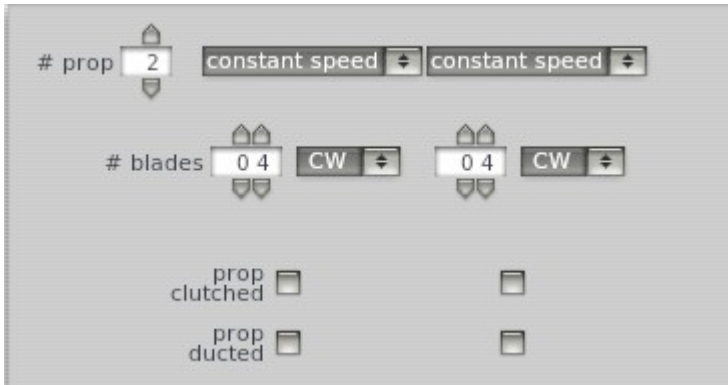 # prop 2 constant speed constant speed
# blades 0 4 CW 0 4 CW
prop
clutched
prop
ducted